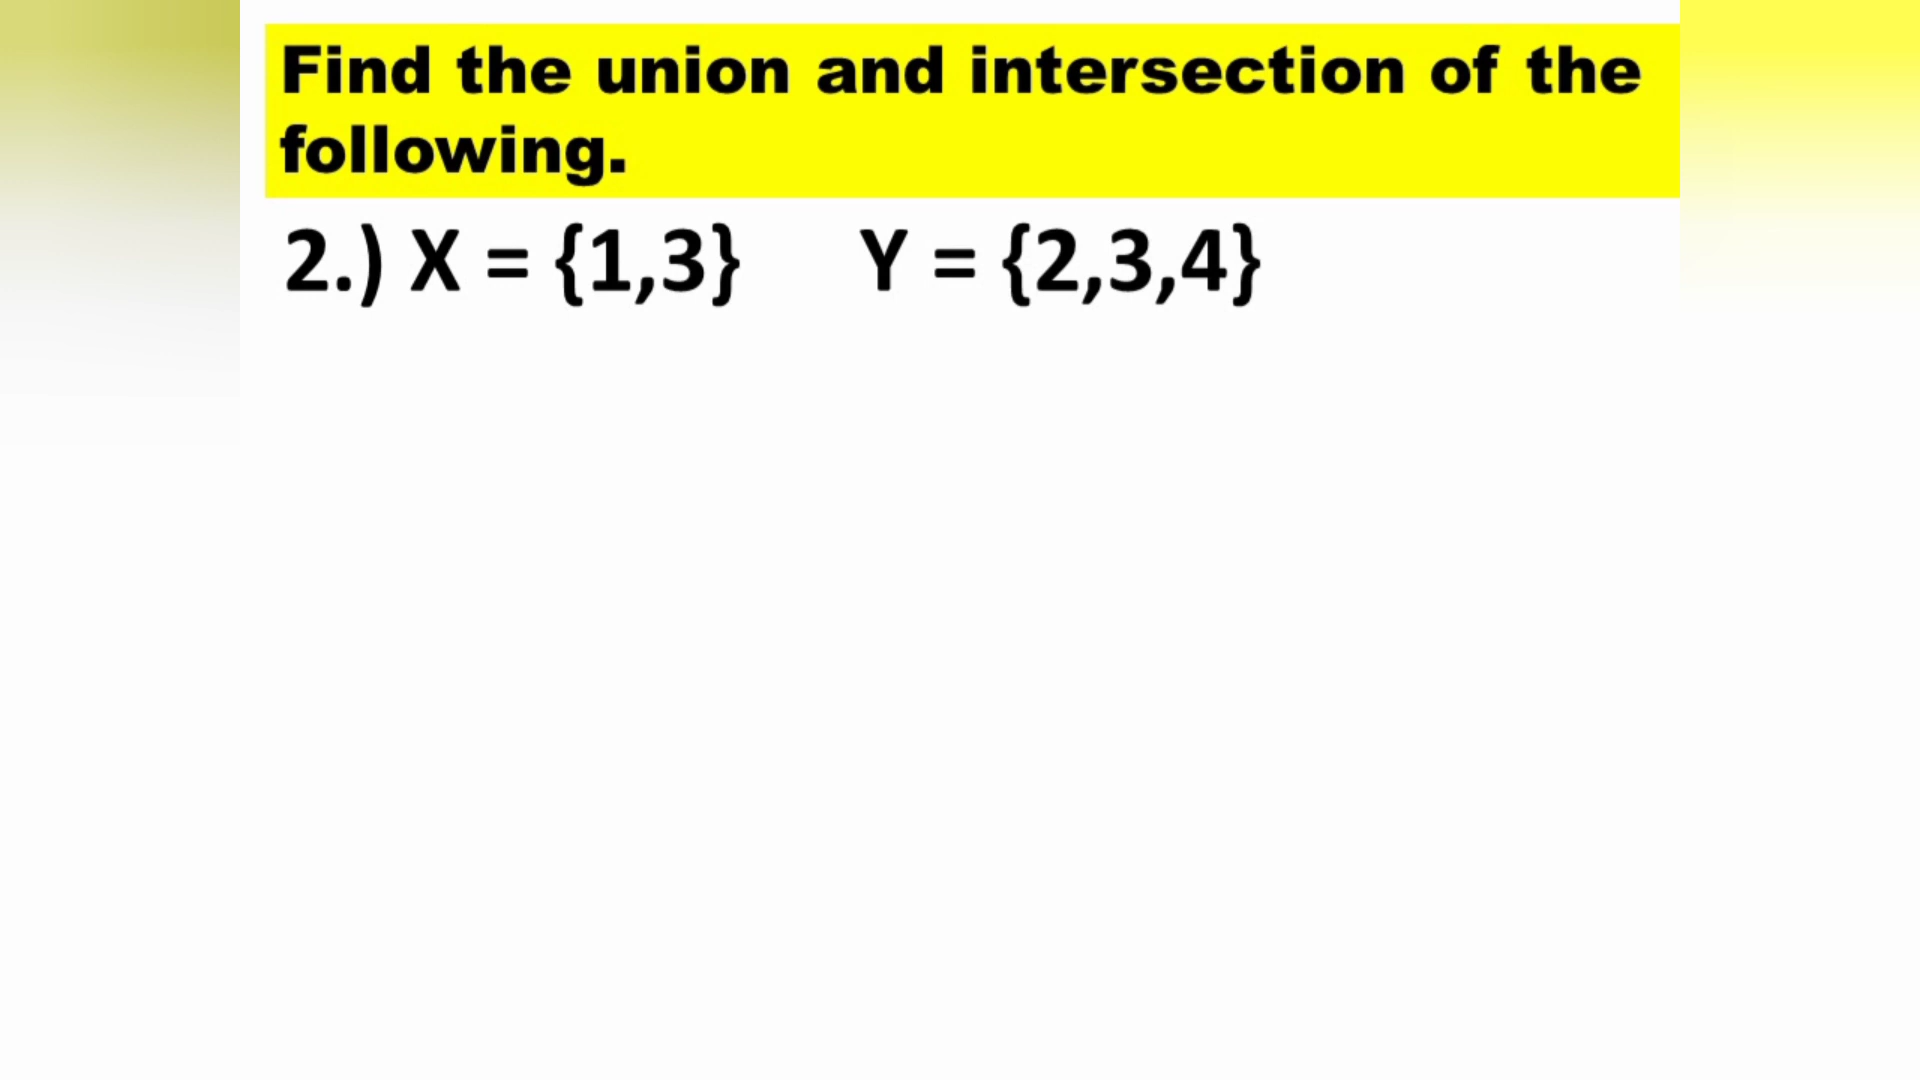 Find the union and intersection of the
following.
2.) X = {1,3} Y = {2,3,4}